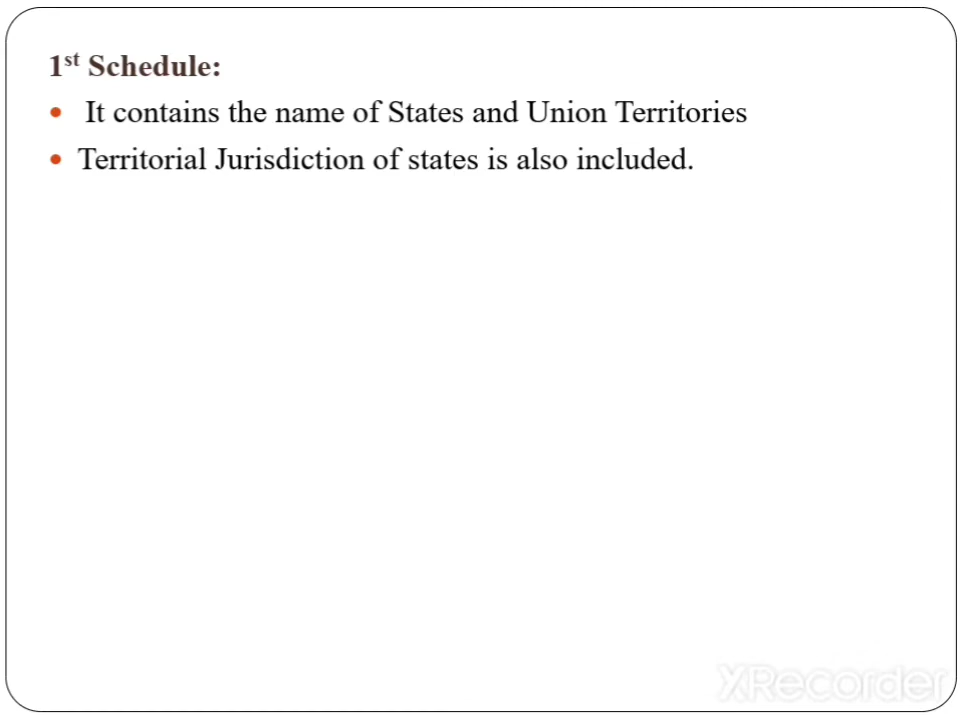 1st Schedule:
• It contains the name of States and Union Territories
• Territorial Jurisdiction of states is also included.
XRecorder